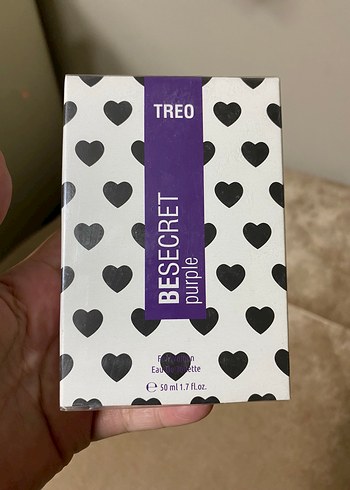 TREO
BESECRET
purple
Eau de Toilette
℮ 50 ml 1.7 fl.oz.